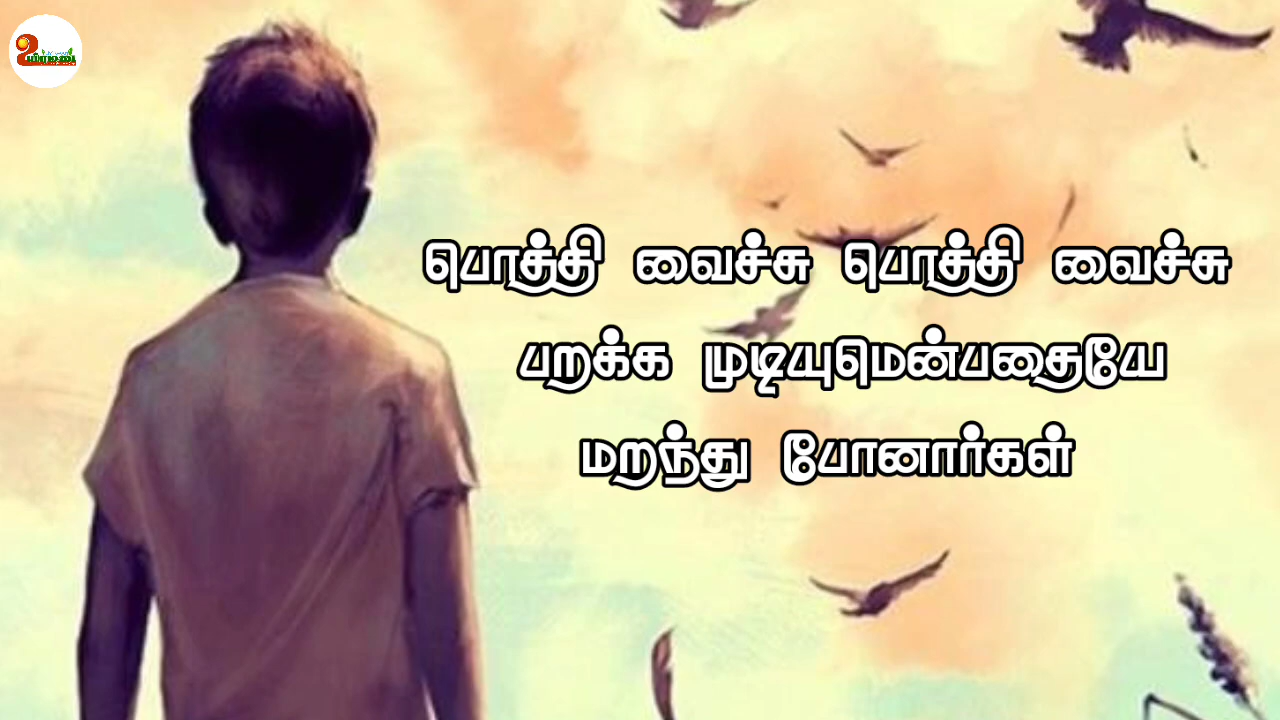 பொத்தி வைச்சு பொத்தி வைச்சு
பறக்க முடியுமென்பதையே
மறந்து போனார்கள்